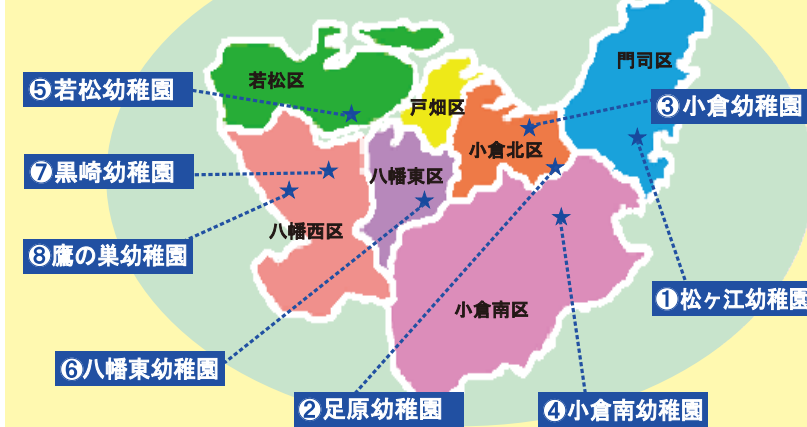 門司区
若松区
⑤若松幼稚園
戸畑区
③小倉幼稚園
小倉北区
⑦黒崎幼稚園
八幡東区
八幡西区
⑧鷹の巣幼稚園
①松ヶ江幼稚園
小倉南区
⑥八幡東幼稚園
②足原幼稚園
④小倉南幼稚園